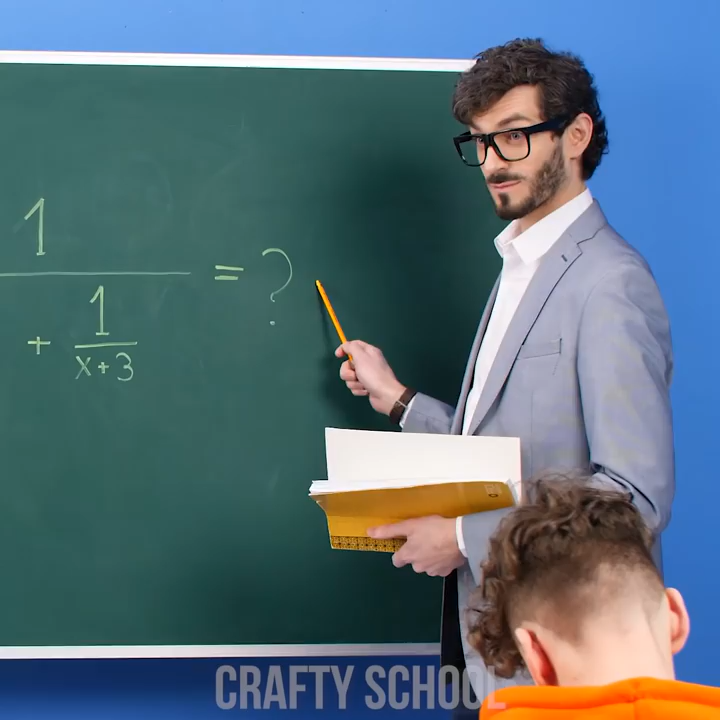 1
= ?
+ 1
x+3
CRAFTY SCHOOL